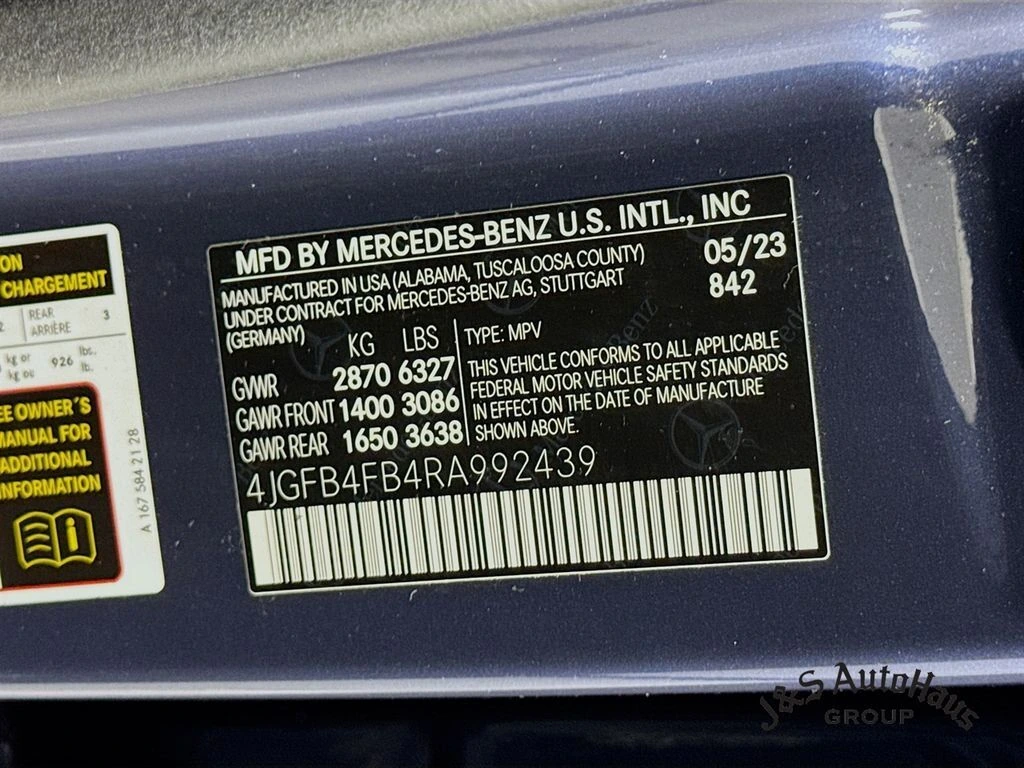 ON
CHARGEMENT
2 REAR ARRIÈRE 3
kg or kg ou 926 lbs. lb.
EE OWNER'S
MANUAL FOR
ADDITIONAL
INFORMATION
A 167 584 21 28
MFD BY MERCEDES-BENZ U.S. INTL., INC
MANUFACTURED IN USA (ALABAMA, TUSCALOOSA COUNTY) 05/23
UNDER CONTRACT FOR MERCEDES-BENZ AG, STUTTGART 842
(GERMANY)
KG LBS TYPE: MPV
GVWR 2870 6327
GAWR FRONT 1400 3086
GAWR REAR 1650 3638
THIS VEHICLE CONFORMS TO ALL APPLICABLE
FEDERAL MOTOR VEHICLE SAFETY STANDARDS
IN EFFECT ON THE DATE OF MANUFACTURE
SHOWN ABOVE.
4JGFB4FB4RA992439
J&S AutoHaus
GROUP